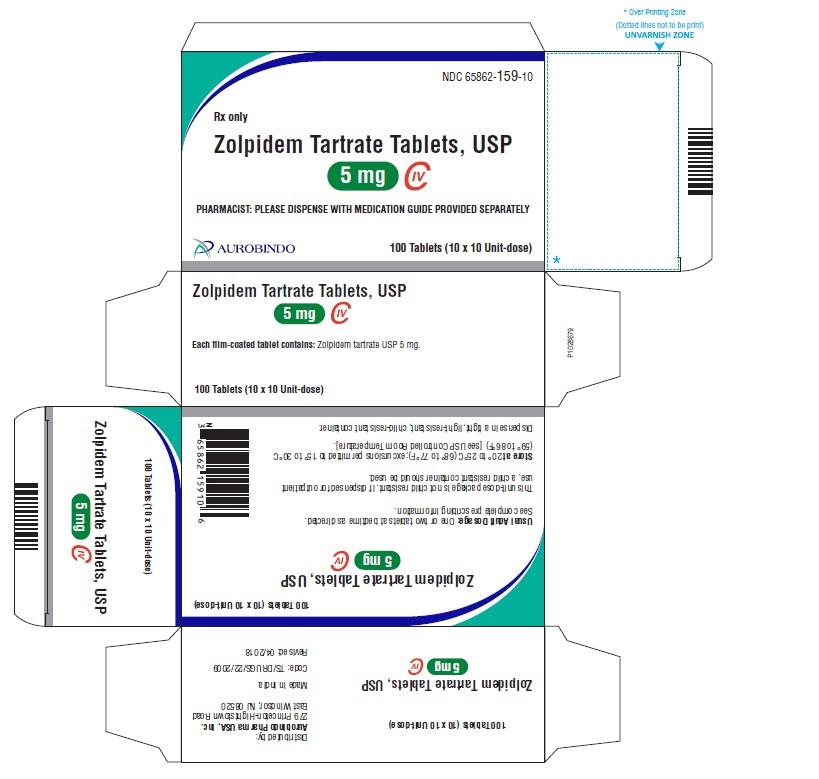 * Over Printing Zone
(Dotted lines not to be print)
UNVARNISH ZONE
NDC 65862-159-10
Rx only
Zolpidem Tartrate Tablets, USP
5 mg CIV
PHARMACIST: PLEASE DISPENSE WITH MEDICATION GUIDE PROVIDED SEPARATELY
AUROBINDO
100 Tablets (10 x 10 Unit-dose)
*
Zolpidem Tartrate Tablets, USP
5 mg CIV
Each film-coated tablet contains: Zolpidem tartrate USP 5 mg.
100 Tablets (10 x 10 Unit-dose)
P1028679
Zolpidem Tartrate Tablets, USP
5 mg CIV
100 Tablets (10 x 10 Unit-dose)
100 Tablets (10 x 10 Unit-dose)
Zolpidem Tartrate Tablets, USP
5 mg CIV
Usual Adult Dosage: One or two tablets at bedtime as directed.
See complete prescribing information.
This unit-dose package is not child resistant. If dispensed for outpatient
use, a child resistant container should be used.
Store at 20° to 25°C (68° to 77°F); excursions permitted to 15° to 30°C
(59° to 86°F) [see USP Controlled Room Temperature].
Dispense in a tight, light-resistant, child-resistant container.
N
3 65862 15910 6
100 Tablets (10 x 10 Unit-dose)
Zolpidem Tartrate Tablets, USP
5 mg CIV
Distributed by:
Aurobindo Pharma USA, Inc.
279 Princeton-Hightstown Road
East Windsor, NJ 08520
Made in India
Code: TS/DRUGS/22/2009
Revised: 04/2018